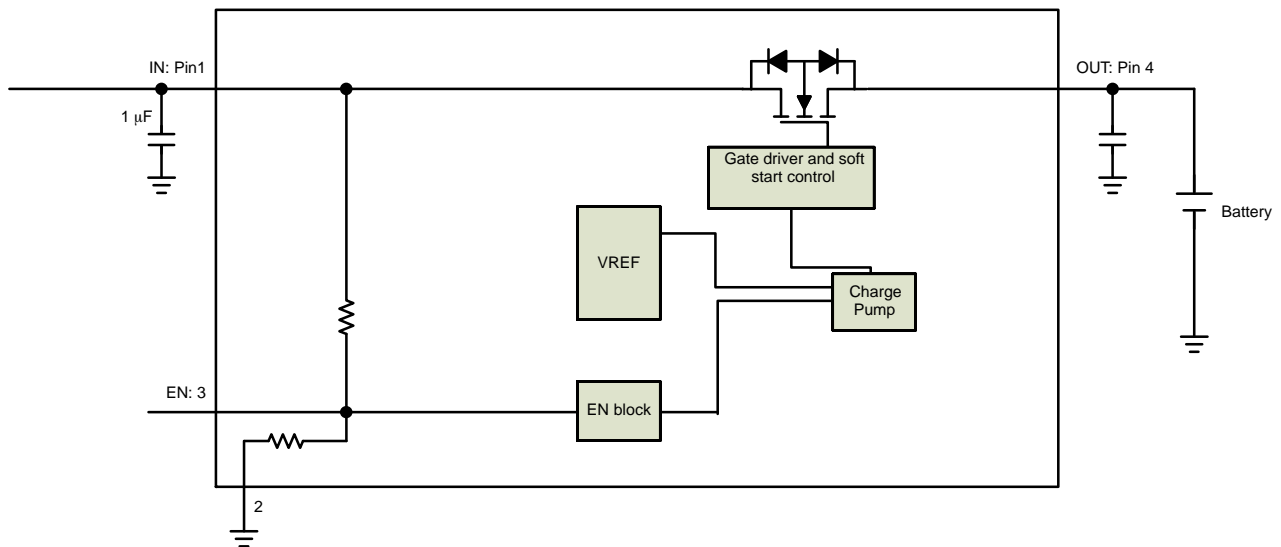 IN: Pin1
OUT: Pin 4
1 μF
Gate driver and soft
start control
Battery
VREF
Charge
Pump
EN: 3
EN block
2